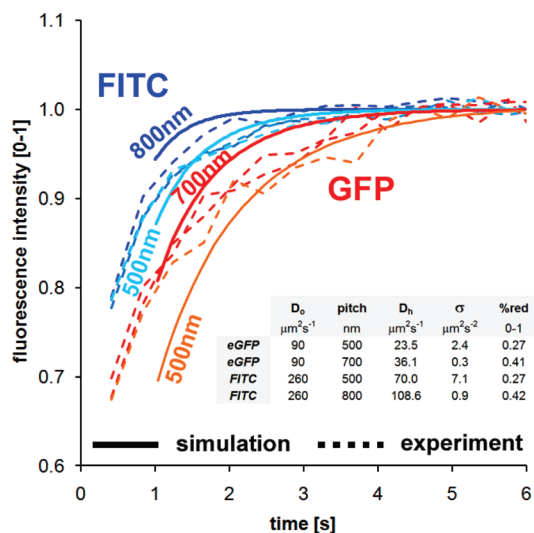 1.1
1.0
0.9
0.8
0.7
0.6
fluorescence intensity [0-1]
FITC
800nm
700nm
500nm
GFP
500nm
Do pitch Dh σ %red
μm²s⁻¹ nm μm²s⁻¹ μm²s⁻² 0-1
eGFP 90 500 23.5 2.4 0.27
eGFP 90 700 36.1 0.3 0.41
FITC 260 500 70.0 7.1 0.27
FITC 260 800 108.6 0.9 0.42
simulation experiment
0 1 2 3 4 5 6
time [s]